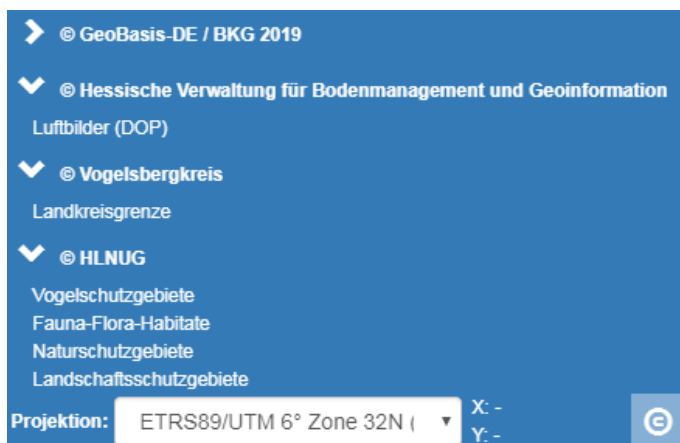 © GeoBasis-DE / BKG 2019
© Hessische Verwaltung für Bodenmanagement und Geoinformation
Luftbilder (DOP)
© Vogelsbergkreis
Landkreisgrenze
© HLNUG
Vogelschutzgebiete
Fauna-Flora-Habitate
Naturschutzgebiete
Landschaftsschutzgebiete
Projektion: ETRS89/UTM 6° Zone 32N (
X: -
Y: -
©